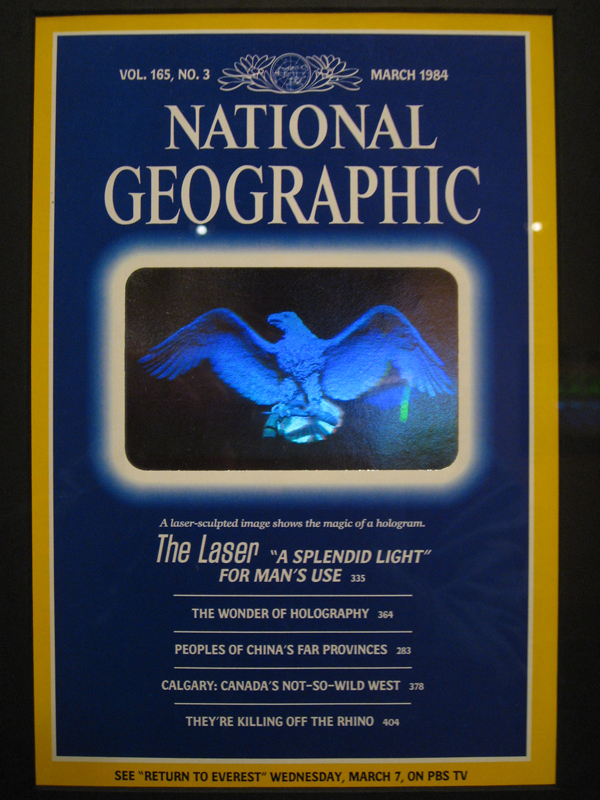 VOL. 165, NO. 3 MARCH 1984
NATIONAL
GEOGRAPHIC
A laser-sculpted image shows the magic of a hologram.
The Laser "A SPLENDID LIGHT"
FOR MAN'S USE 335
THE WONDER OF HOLOGRAPHY 364
PEOPLES OF CHINA'S FAR PROVINCES 283
CALGARY: CANADA'S NOT-SO-WILD WEST 378
THEY'RE KILLING OFF THE RHINO 404
SEE "RETURN TO EVEREST" WEDNESDAY, MARCH 7, ON PBS TV